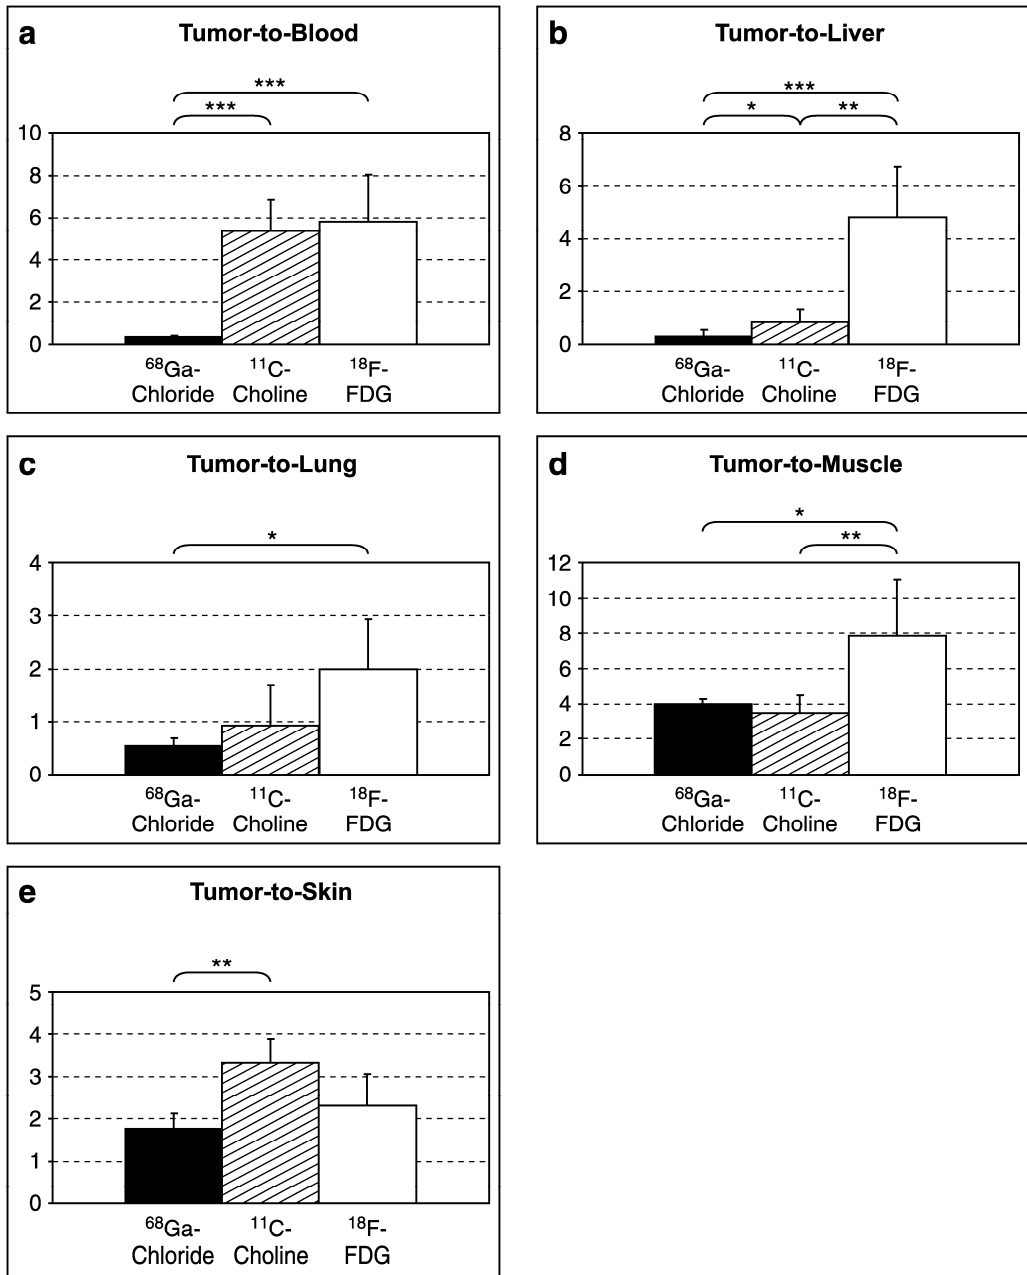 a Tumor-to-Blood
***
***
10
8
6
4
2
0
68Ga- 11C- 18F-
Chloride Choline FDG
b Tumor-to-Liver
***
* **
8
6
4
2
0
68Ga- 11C- 18F-
Chloride Choline FDG
c Tumor-to-Lung
*
4
3
2
1
0
68Ga- 11C- 18F-
Chloride Choline FDG
d Tumor-to-Muscle
*
**
12
10
8
6
4
2
0
68Ga- 11C- 18F-
Chloride Choline FDG
e Tumor-to-Skin
**
5
4
3
2
1
0
68Ga- 11C- 18F-
Chloride Choline FDG